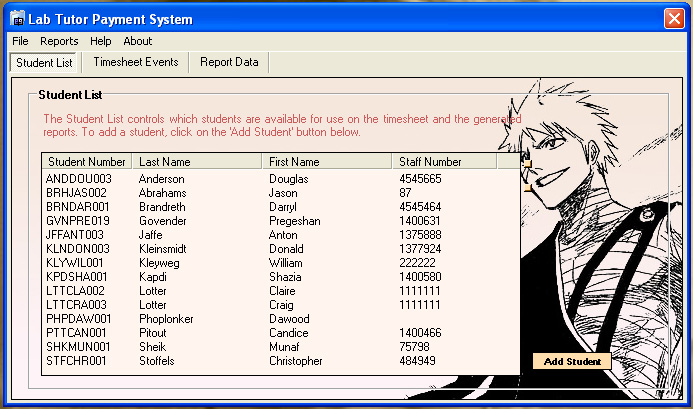 Lab Tutor Payment System
File Reports Help About
Student List Timesheet Events Report Data
Student List
The Student List controls which students are available for use on the timesheet and the generated
reports. To add a student, click on the 'Add Student' button below.
Student Number Last Name First Name Staff Number
ANDDOU003 Anderson Douglas 4545665
BRHJAS002 Abrahams Jason 87
BRNDAR001 Brandreth Darryl 4545464
GVNPRE019 Govender Pregeshan 1400631
JFFANT003 Jaffe Anton 1375888
KLNDON003 Kleinsmidt Donald 1377924
KLYWIL001 Kleyweg William 222222
KPDSHA001 Kapdi Shazia 1400580
LTTCLA002 Lotter Claire 1111111
LTTCRA003 Lotter Craig 1111111
PHPDAW001 Phoplonker Dawood
PTTCAN001 Pitout Candice 1400466
SHKMUN001 Sheik Munaf 75798
STFCHR001 Stoffels Christopher 484949
Add Student